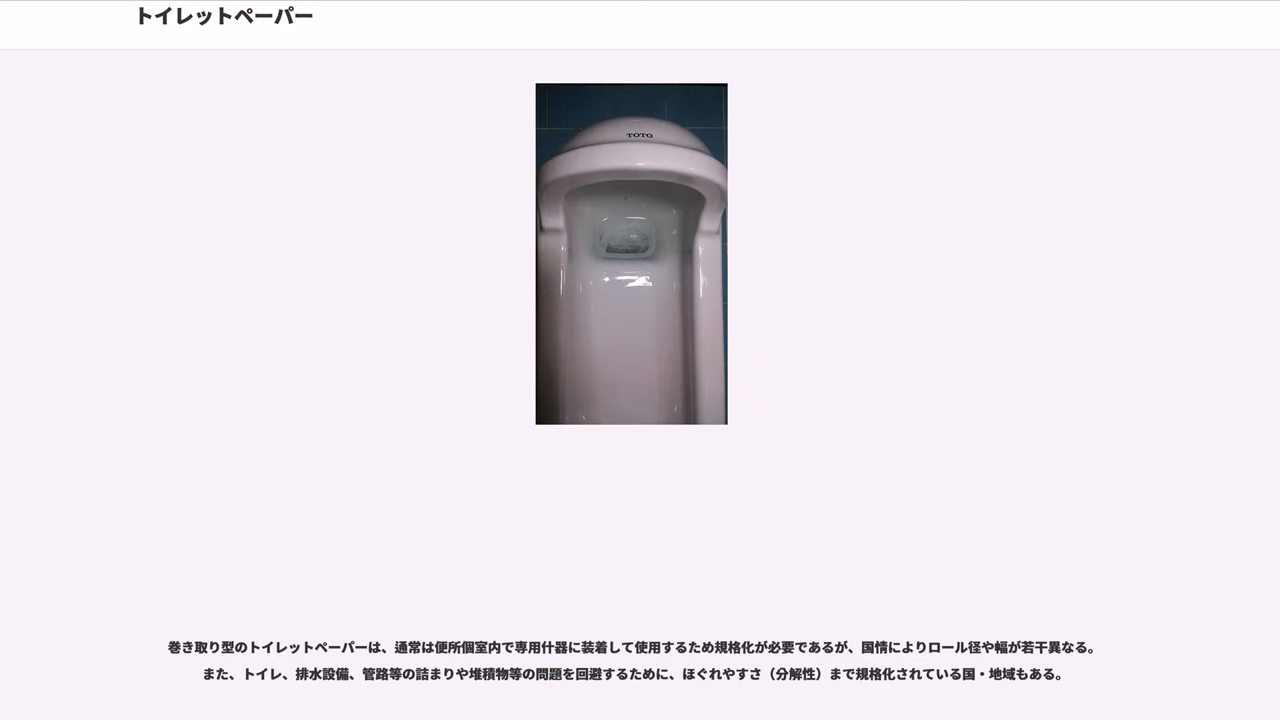 トイレットペーパー
TOTO
巻き取り型のトイレットペーパーは、通常は便所個室内で専用什器に装着して使用するため規格化が必要であるが、国情によりロール径や幅が若干異なる。
また、トイレ、排水設備、管路等の詰まりや堆積物等の問題を回避するために、ほぐれやすさ（分解性）まで規格化されている国・地域もある。